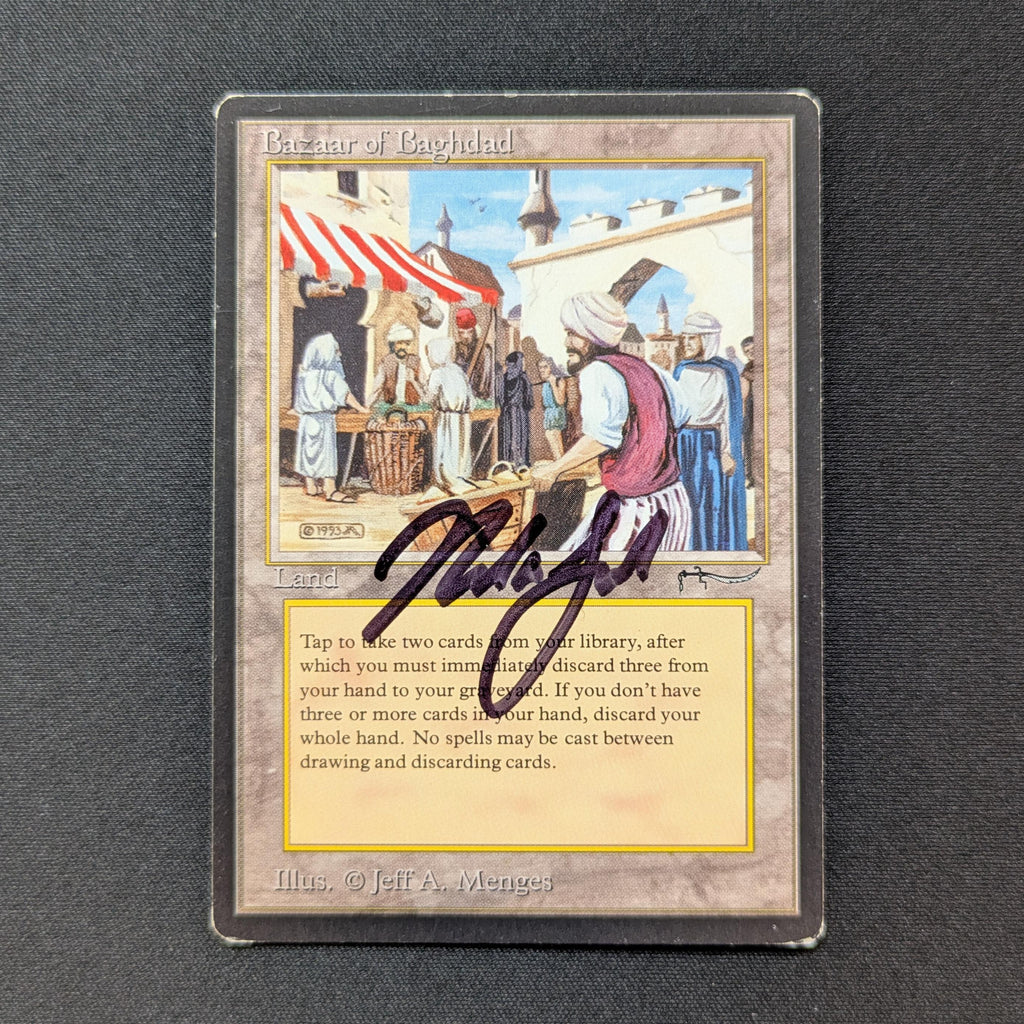 Bazaar of Baghdad
© 1993
Land
Tap to take two cards from your library, after
which you must immediately discard three from
your hand to your graveyard. If you don't have
three or more cards in your hand, discard your
whole hand. No spells may be cast between
drawing and discarding cards.
Illus. © Jeff A. Menges